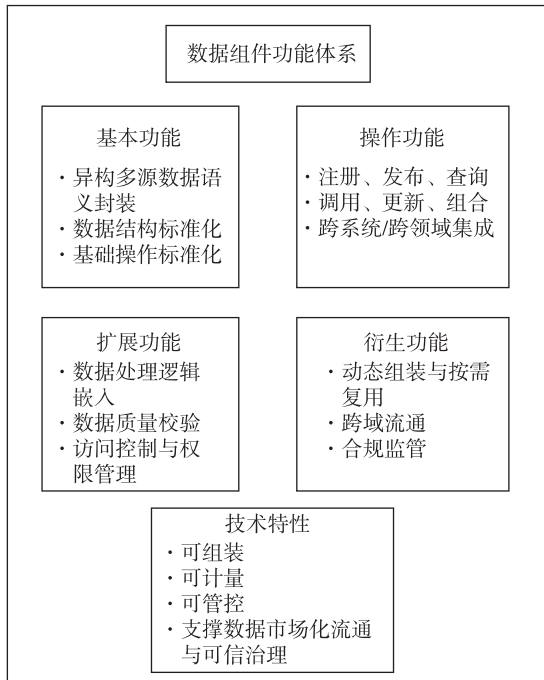 数据组件功能体系
基本功能
· 异构多源数据语
义封装
· 数据结构标准化
· 基础操作标准化
操作功能
· 注册、发布、查询
· 调用、更新、组合
· 跨系统/跨领域集成
扩展功能
· 数据处理逻辑
嵌入
· 数据质量校验
· 访问控制与权
限管理
衍生功能
· 动态组装与按需
复用
· 跨域流通
· 合规监管
技术特性
· 可组装
· 可计量
· 可管控
· 支撑数据市场化流通
与可信治理